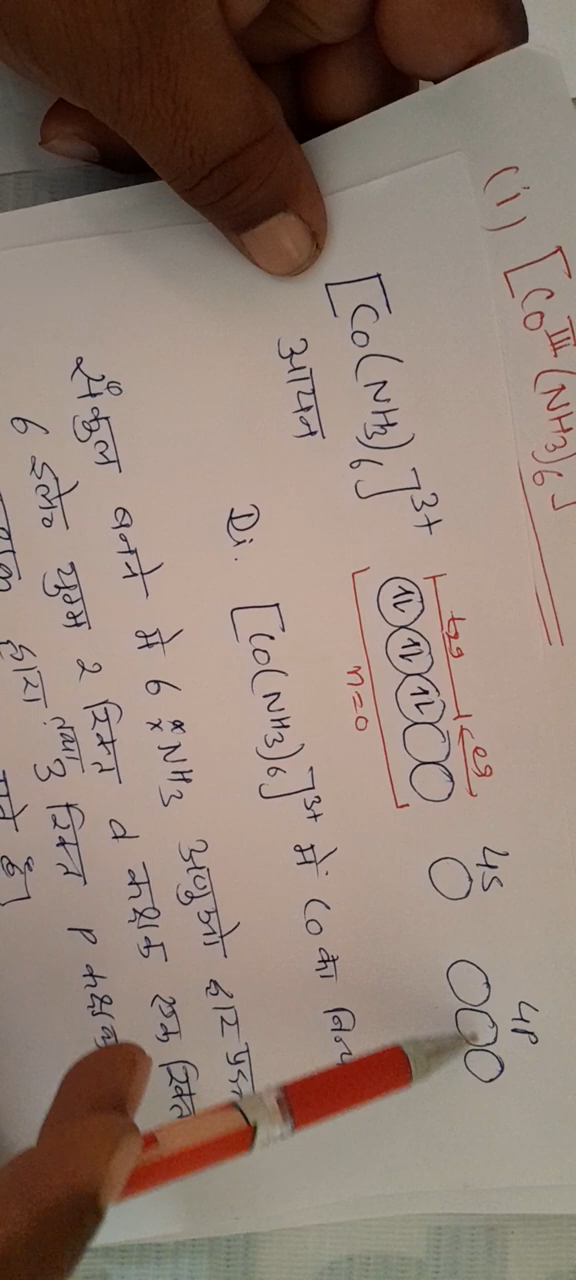 (i) [Co^III (NH3)6]
[Co(NH3)6]^3+ t2g eg 4s 4p
आयन n=0
Di. [Co(NH3)6]^3+ में Co का
संकुल बनने में 6 NH3 अणुओ द्वारा
6 इले० युग्म 2 रिक्त d कक्षक एक रिक्त
द्वारा तथा 3 रिक्त p